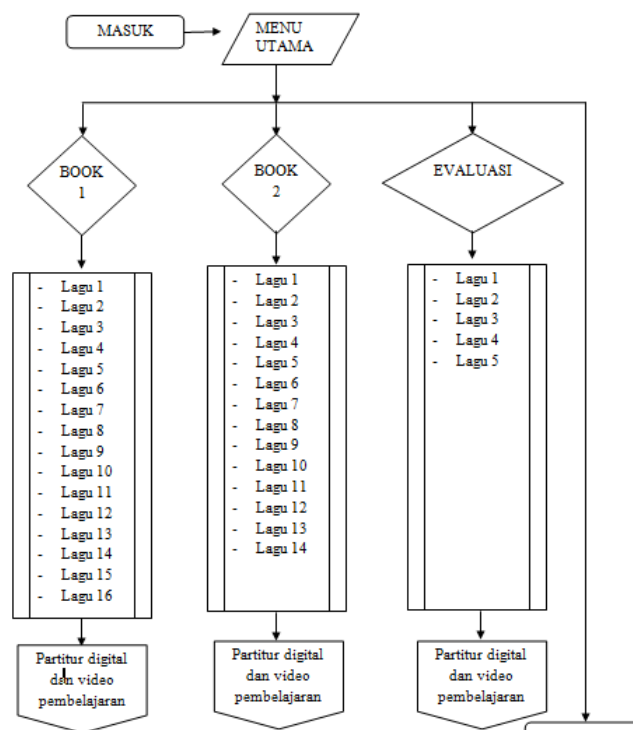 MASUK
MENU
UTAMA
BOOK
1
BOOK
2
EVALUASI
- Lagu 1
- Lagu 2
- Lagu 3
- Lagu 4
- Lagu 5
- Lagu 6
- Lagu 7
- Lagu 8
- Lagu 9
- Lagu 10
- Lagu 11
- Lagu 12
- Lagu 13
- Lagu 14
- Lagu 15
- Lagu 16
- Lagu 1
- Lagu 2
- Lagu 3
- Lagu 4
- Lagu 5
- Lagu 6
- Lagu 7
- Lagu 8
- Lagu 9
- Lagu 10
- Lagu 11
- Lagu 12
- Lagu 13
- Lagu 14
- Lagu 1
- Lagu 2
- Lagu 3
- Lagu 4
- Lagu 5
Partitur digital
dan video
pembelajaran
Partitur digital
dan video
pembelajaran
Partitur digital
dan video
pembelajaran